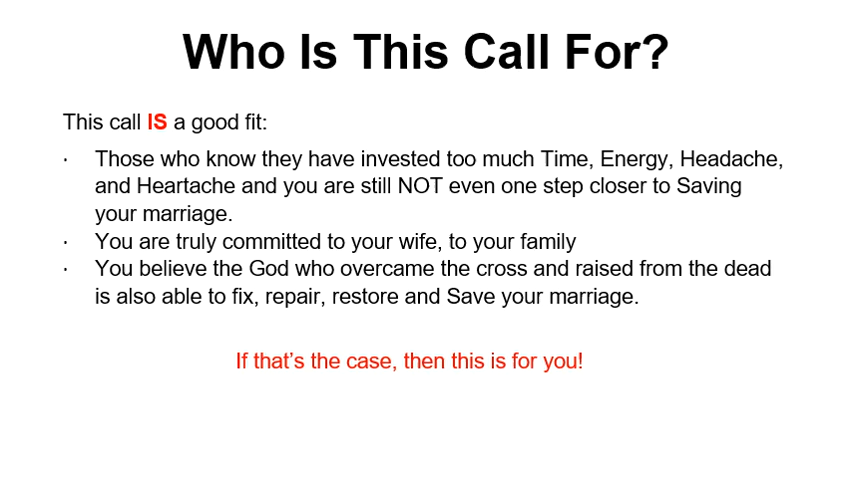 Who Is This Call For?
This call IS a good fit:
· Those who know they have invested too much Time, Energy, Headache,
and Heartache and you are still NOT even one step closer to Saving
your marriage.
· You are truly committed to your wife, to your family
· You believe the God who overcame the cross and raised from the dead
is also able to fix, repair, restore and Save your marriage.
If that’s the case, then this is for you!